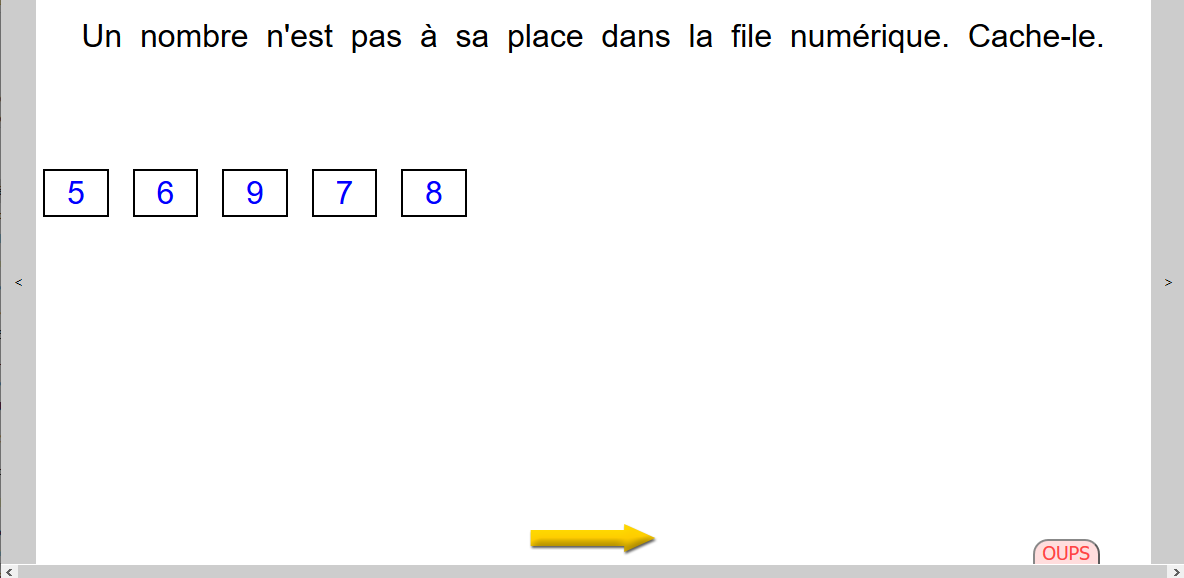 Un nombre n'est pas à sa place dans la file numérique. Cache-le.
5 6 9 7 8
< >
OUPS
< >